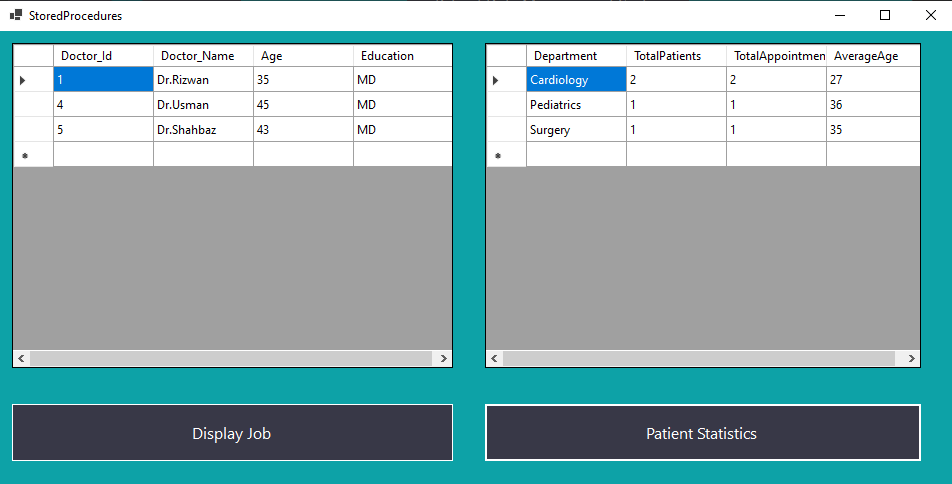 StoredProcedures
Doctor_Id Doctor_Name Age Education
1 Dr.Rizwan 35 MD
4 Dr.Usman 45 MD
5 Dr.Shahbaz 43 MD
Department TotalPatients TotalAppointmen AverageAge
Cardiology 2 2 27
Pediatrics 1 1 36
Surgery 1 1 35
Display Job
Patient Statistics